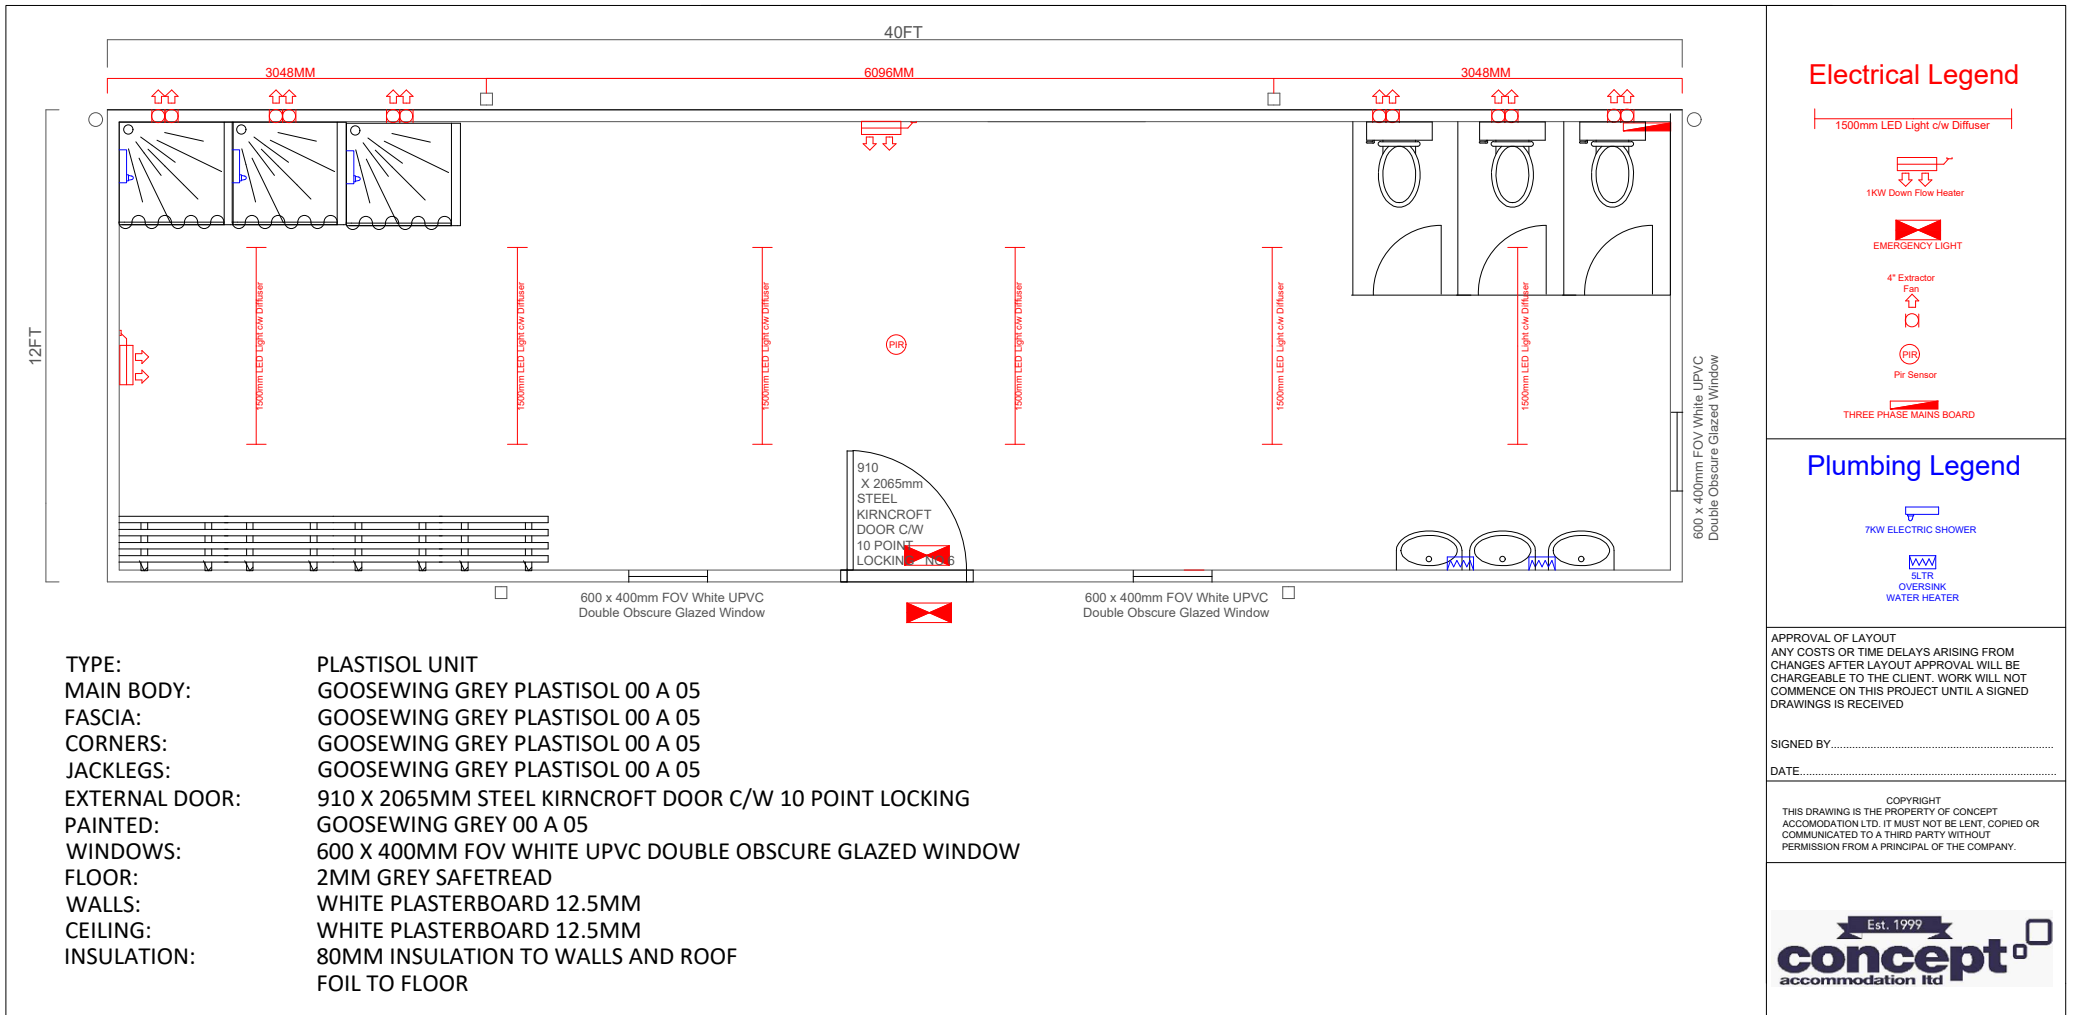 40FT
3048MM
6096MM
3048MM
12FT
1500mm LED Light c/w Diffuser
1500mm LED Light c/w Diffuser
1500mm LED Light c/w Diffuser
1500mm LED Light c/w Diffuser
1500mm LED Light c/w Diffuser
1500mm LED Light c/w Diffuser
PIR
910
X 2065mm
STEEL
KIRNCROFT
DOOR C/W
10 POINT
600 x 400mm FOV White UPVC
Double Obscure Glazed Window
600 x 400mm FOV White UPVC
Double Obscure Glazed Window
600 x 400mm FOV White UPVC
Double Obscure Glazed Window
TYPE: PLASTISOL UNIT
MAIN BODY: GOOSEWING GREY PLASTISOL 00 A 05
FASCIA: GOOSEWING GREY PLASTISOL 00 A 05
CORNERS: GOOSEWING GREY PLASTISOL 00 A 05
JACKLEGS: GOOSEWING GREY PLASTISOL 00 A 05
EXTERNAL DOOR: 910 X 2065MM STEEL KIRNCROFT DOOR C/W 10 POINT LOCKING
PAINTED: GOOSEWING GREY 00 A 05
WINDOWS: 600 X 400MM FOV WHITE UPVC DOUBLE OBSCURE GLAZED WINDOW
FLOOR: 2MM GREY SAFETREAD
WALLS: WHITE PLASTERBOARD 12.5MM
CEILING: WHITE PLASTERBOARD 12.5MM
INSULATION: 80MM INSULATION TO WALLS AND ROOF
FOIL TO FLOOR
Electrical Legend
1500mm LED Light c/w Diffuser
1KW Down Flow Heater
EMERGENCY LIGHT
4" Extractor
Fan
PIR
Pir Sensor
THREE PHASE MAINS BOARD
Plumbing Legend
7KW ELECTRIC SHOWER
5LTR
OVERSINK
WATER HEATER
APPROVAL OF LAYOUT
ANY COSTS OR TIME DELAYS ARISING FROM
CHANGES AFTER LAYOUT APPROVAL WILL BE
CHARGEABLE TO THE CLIENT. WORK WILL NOT
COMMENCE ON THIS PROJECT UNTIL A SIGNED
DRAWINGS IS RECEIVED
SIGNED BY..........................................................................
DATE.....................................................................................
COPYRIGHT
THIS DRAWING IS THE PROPERTY OF CONCEPT
ACCOMODATION LTD. IT MUST NOT BE LENT, COPIED OR
COMMUNICATED TO A THIRD PARTY WITHOUT
PERMISSION FROM A PRINCIPAL OF THE COMPANY.
Est. 1999
concept
accommodation ltd